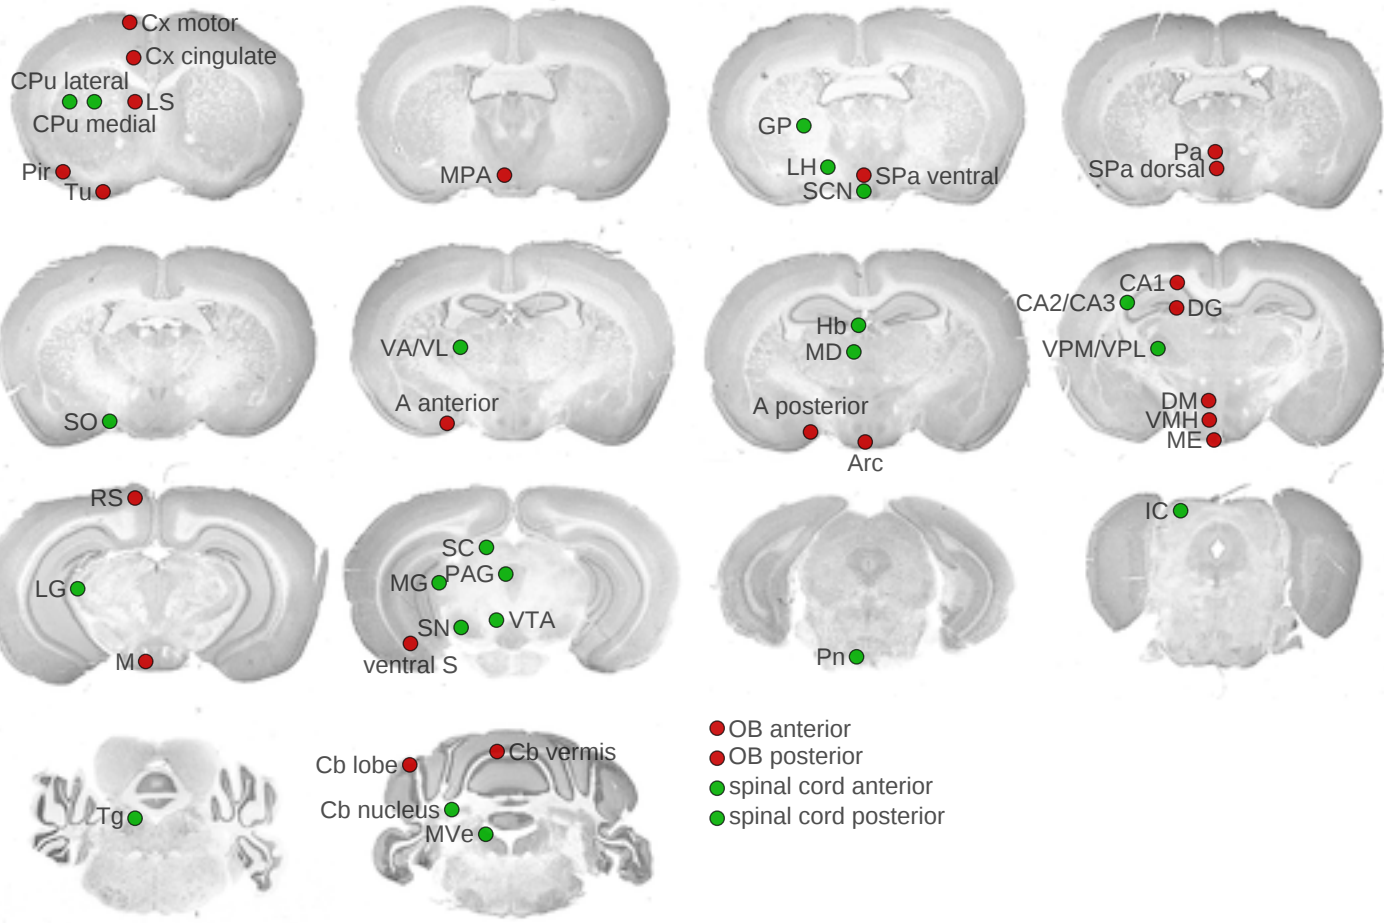 Cx motor
Cx cingulate
CPu lateral
LS
CPu medial
Pir
Tu
MPA
GP
LH
SPa ventral
SCN
Pa
SPa dorsal
SO
VA/VL
A anterior
Hb
MD
A posterior
Arc
CA1
CA2/CA3
DG
VPM/VPL
DM
VMH
ME
RS
LG
M
SC
MG
PAG
SN
VTA
ventral S
Pn
IC
Tg
Cb lobe
Cb vermis
Cb nucleus
MVe
OB anterior
OB posterior
spinal cord anterior
spinal cord posterior